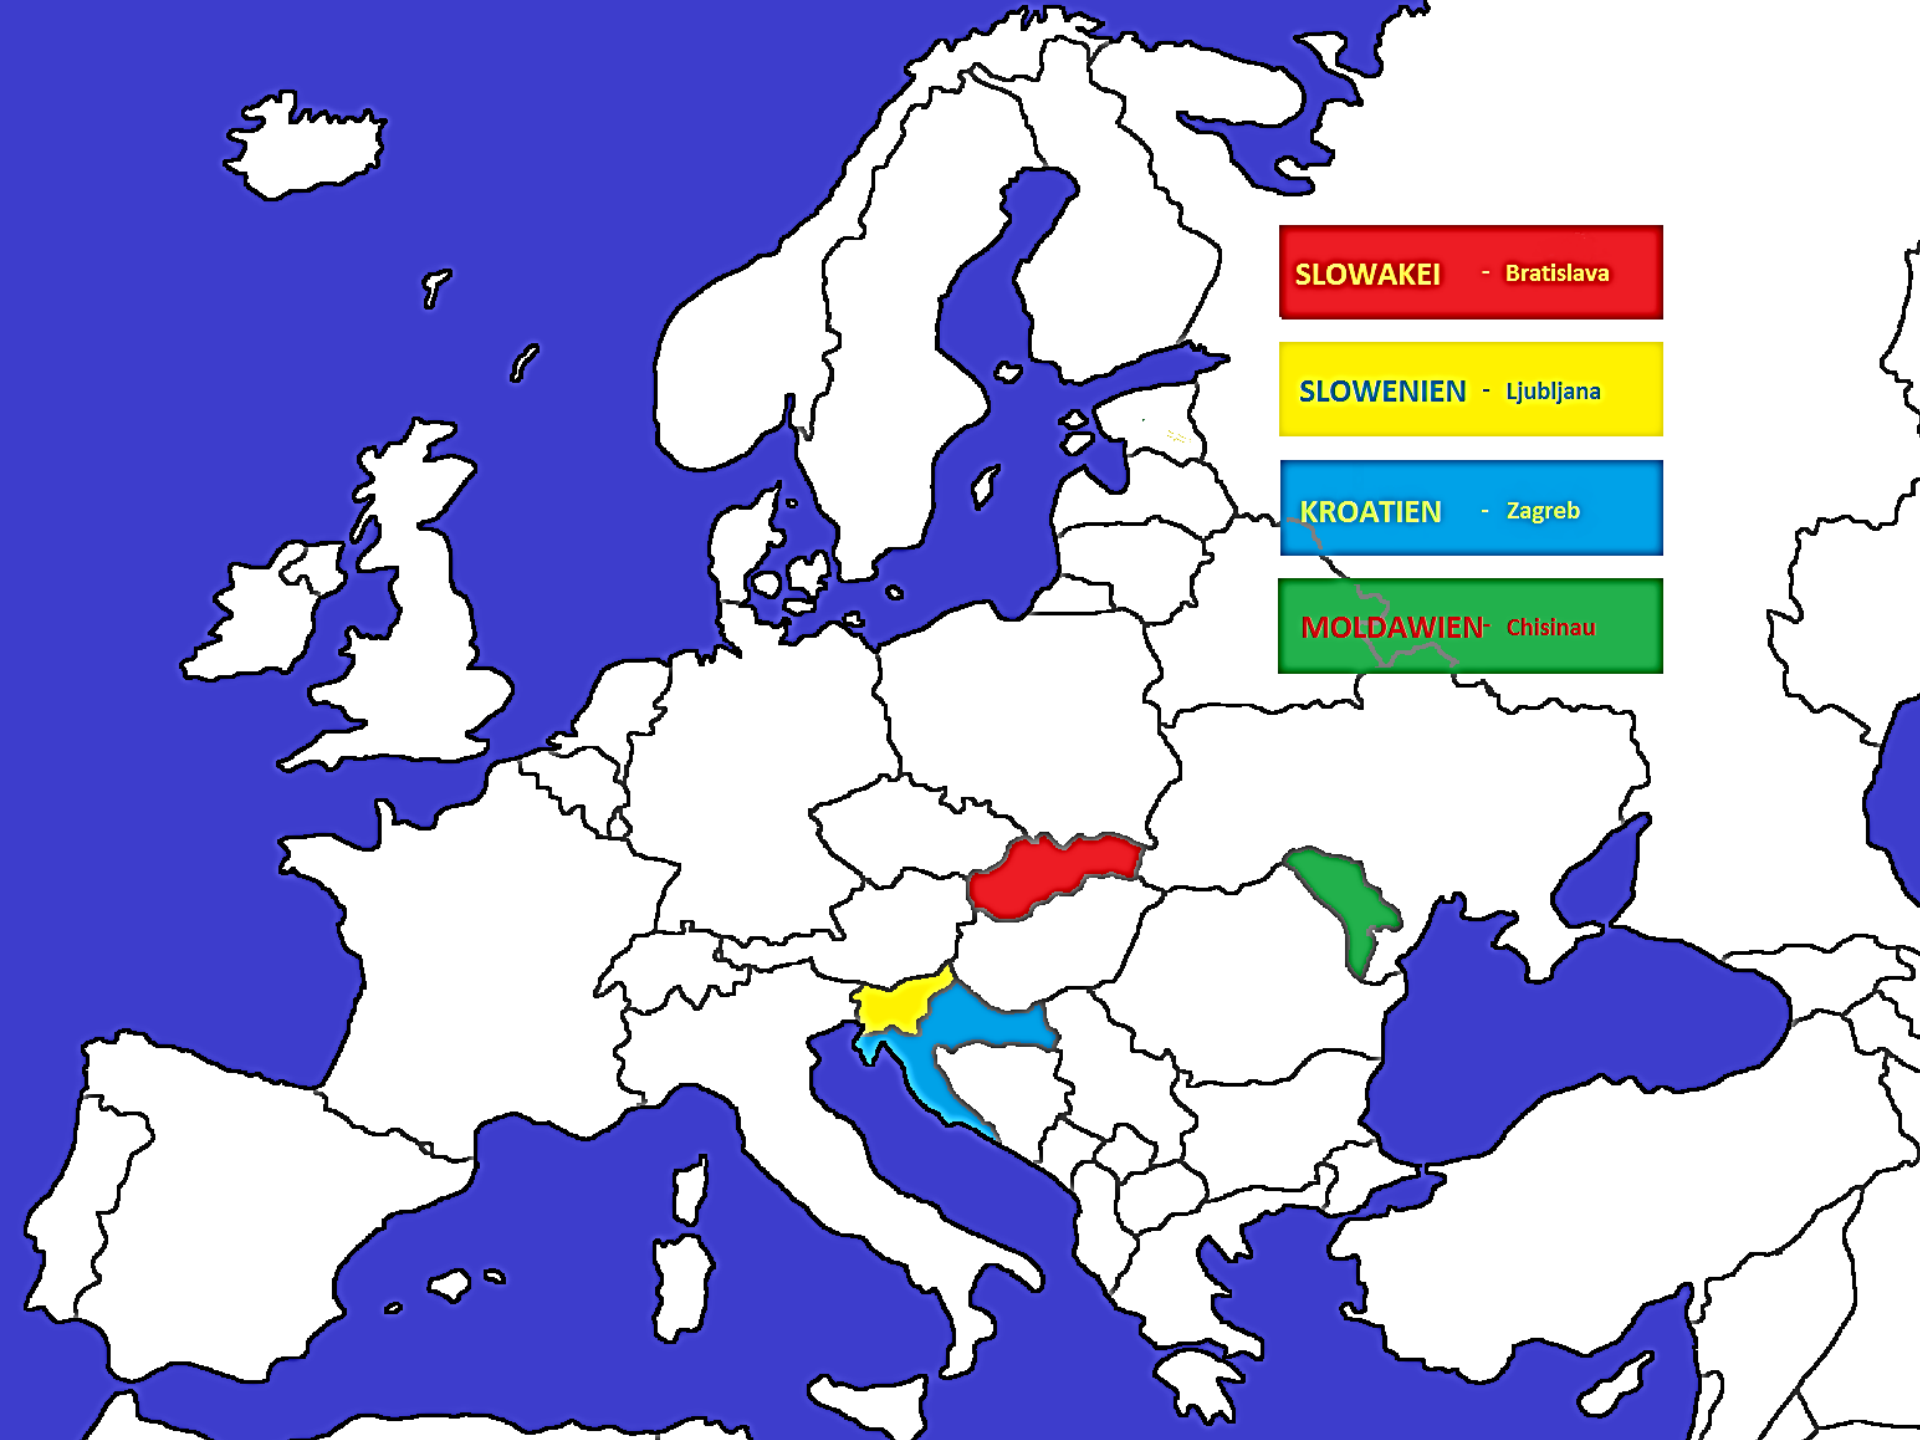 SLOWAKEI - Bratislava
SLOWENIEN - Ljubljana
KROATIEN - Zagreb
MOLDAWIEN- Chisinau